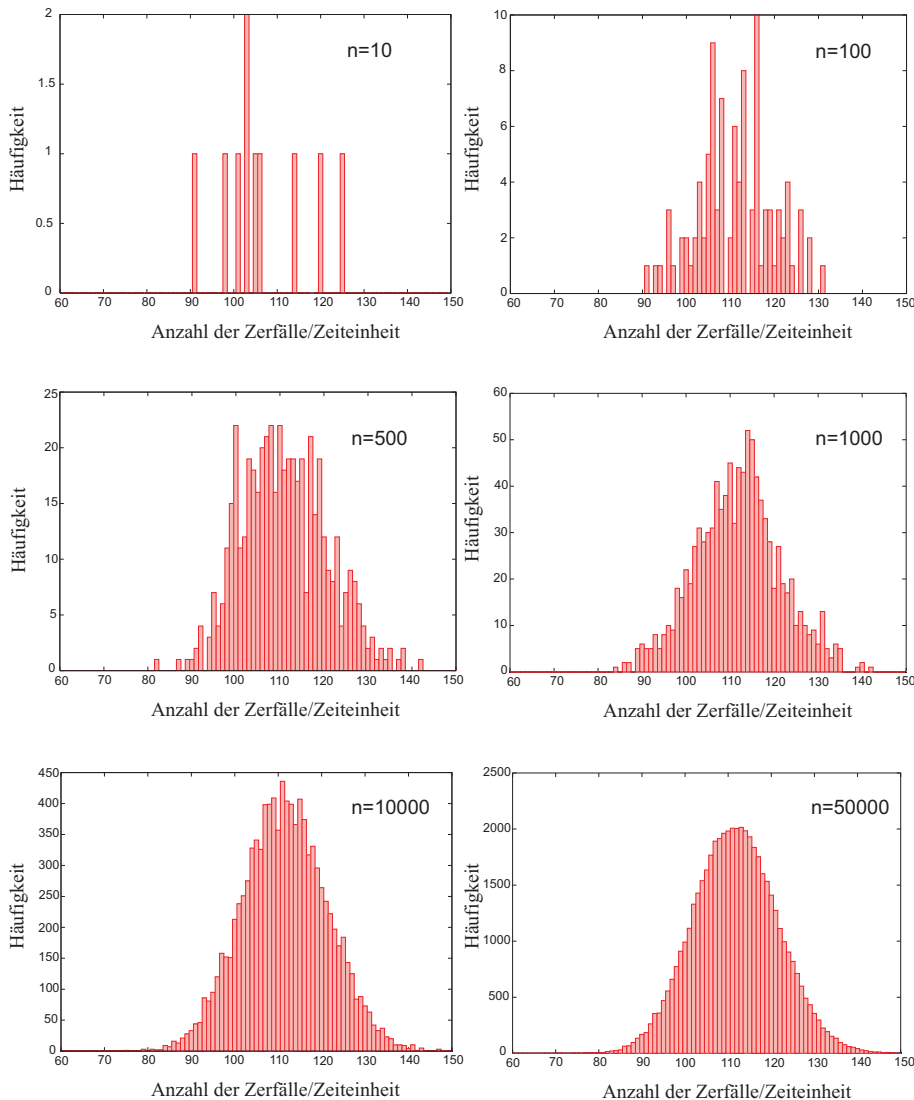 2
1.5
1
0.5
0
Häufigkeit
n=10
60 70 80 90 100 110 120 130 140 150
Anzahl der Zerfälle/Zeiteinheit
10
8
6
4
2
0
Häufigkeit
n=100
60 70 80 90 100 110 120 130 140 150
Anzahl der Zerfälle/Zeiteinheit
25
20
15
10
5
0
Häufigkeit
n=500
60 70 80 90 100 110 120 130 140 150
Anzahl der Zerfälle/Zeiteinheit
60
50
40
30
20
10
0
Häufigkeit
n=1000
60 70 80 90 100 110 120 130 140 150
Anzahl der Zerfälle/Zeiteinheit
450
400
350
300
250
200
150
100
50
0
Häufigkeit
n=10000
60 70 80 90 100 110 120 130 140 150
Anzahl der Zerfälle/Zeiteinheit
2500
2000
1500
1000
500
0
Häufigkeit
n=50000
60 70 80 90 100 110 120 130 140 150
Anzahl der Zerfälle/Zeiteinheit